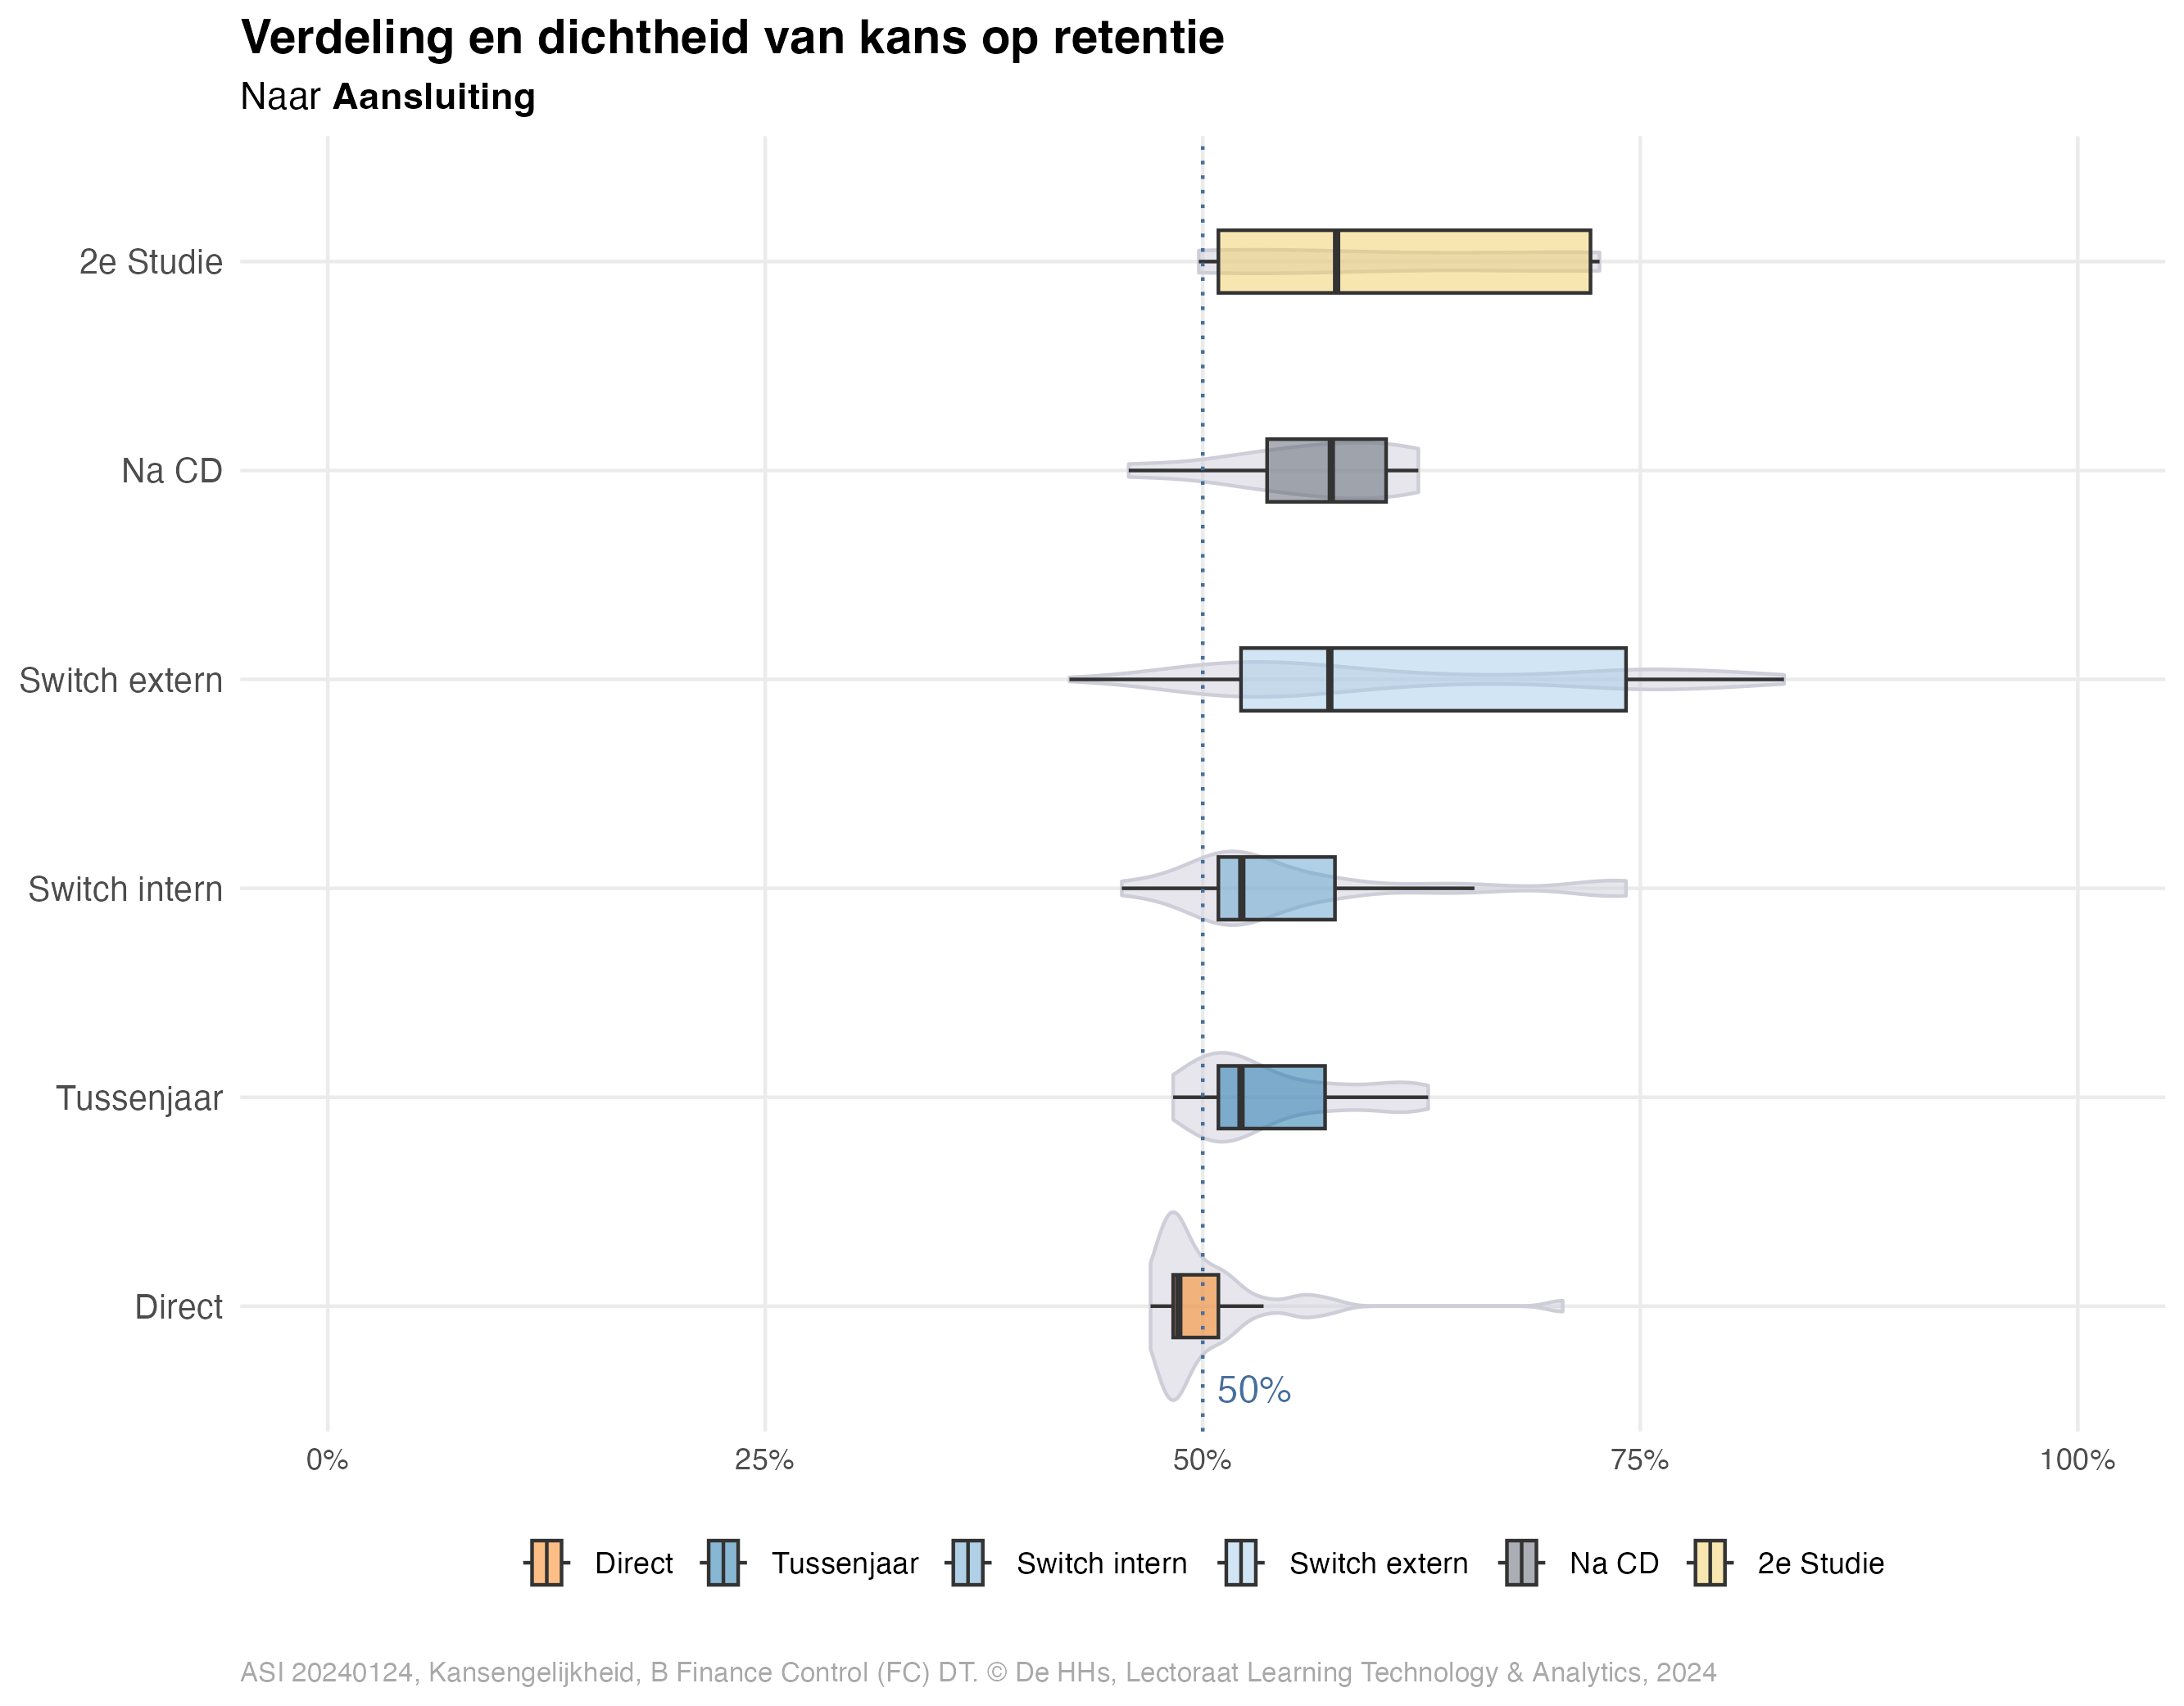 Verdeling en dichtheid van kans op retentie
Naar Aansluiting
2e Studie
Na CD
Switch extern
Switch intern
Tussenjaar
Direct
50%
0% 25% 50% 75% 100%
Direct Tussenjaar Switch intern Switch extern Na CD 2e Studie
ASI 20240124, Kansengelijkheid, B Finance Control (FC) DT. © De HHs, Lectoraat Learning Technology & Analytics, 2024